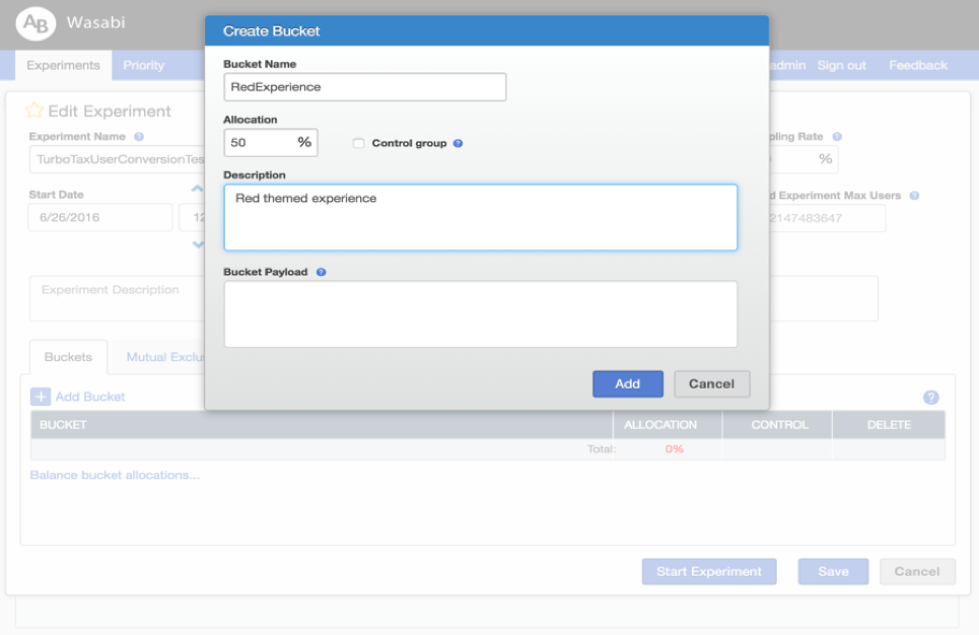 AB Wasabi
Create Bucket
Experiments Priority
admin Sign out Feedback
Bucket Name
RedExperience
Edit Experiment
Allocation
Experiment Name ?
pling Rate ?
50 %
Control group ?
TurboTaxUserConversionTes
%
Description
Start Date
d Experiment Max Users ?
Red themed experience
6/26/2016
12
2147483647
Bucket Payload ?
Experiment Description
Buckets Mutual Exclu
Add Cancel
+ Add Bucket
?
BUCKET ALLOCATION CONTROL DELETE
Total: 0%
Balance bucket allocations...
Start Experiment Save Cancel